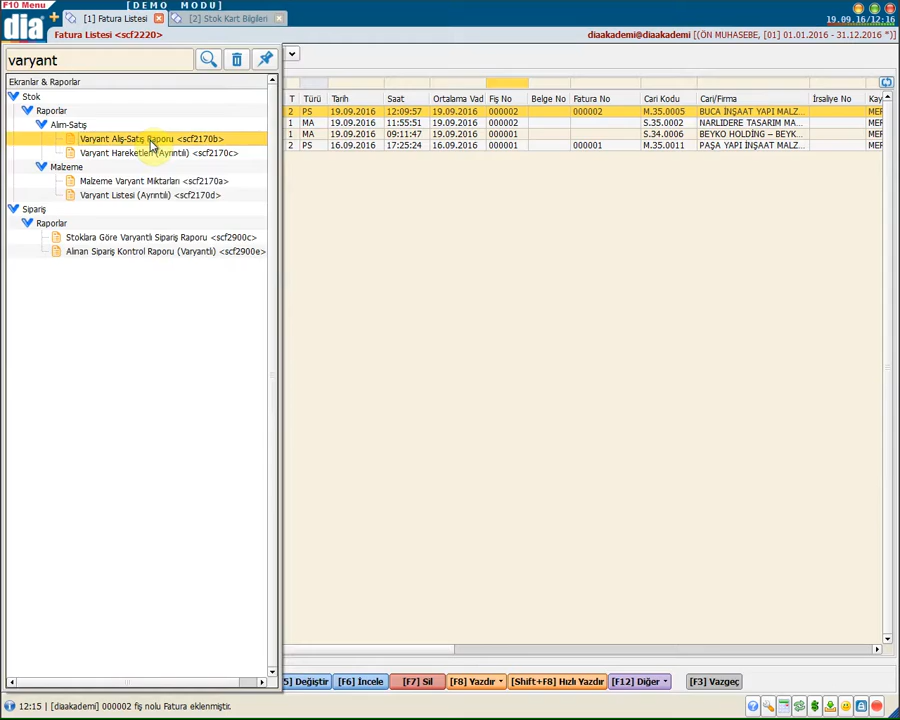 F10 Menu
[DEMO MODU]
dia
[1] Fatura Listesi
[2] Stok Kart Bilgileri
19.09.16/12:16
Fatura Listesi <scf2220>
diaakademi@diaakademi [(ÖN MUHASEBE, [01] 01.01.2016 - 31.12.2016 *)]
varyant
Ekranlar & Raporlar
Stok
Raporlar
Alım-Satış
Varyant Alış-Satış Raporu <scf2170b>
Varyant Hareketleri (Ayrıntılı) <scf2170c>
Malzeme
Malzeme Varyant Miktarları <scf2170a>
Varyant Listesi (Ayrıntılı) <scf2170d>
Sipariş
Raporlar
Stoklara Göre Varyantlı Sipariş Raporu <scf2900c>
Alınan Sipariş Kontrol Raporu (Varyantlı) <scf2900e>
T Türü Tarih Saat Ortalama Vad Fiş No Belge No Fatura No Cari Kodu Cari/Firma İrsaliye No Kay
2 PS 19.09.2016 12:09:57 19.09.2016 000002 000002 M.35.0005 BUCA İNŞAAT YAPI MALZ... MER
1 MA 19.09.2016 11:55:51 19.09.2016 000002 S.35.0002 NARLIDERE TASARIM MA... MER
1 MA 19.09.2016 09:11:47 19.09.2016 000001 S.34.0006 BEYKO HOLDİNG – BEYK... MER
2 PS 16.09.2016 17:25:24 16.09.2016 000001 000001 M.35.0011 PAŞA YAPI İNŞAAT MALZ... MER
5] Değiştir
[F6] İncele
[F7] Sil
[F8] Yazdır
[Shift+F8] Hızlı Yazdır
[F12] Diğer
[F3] Vazgeç
12:15 | [diaakademi] 000002 fiş nolu Fatura eklenmiştir.